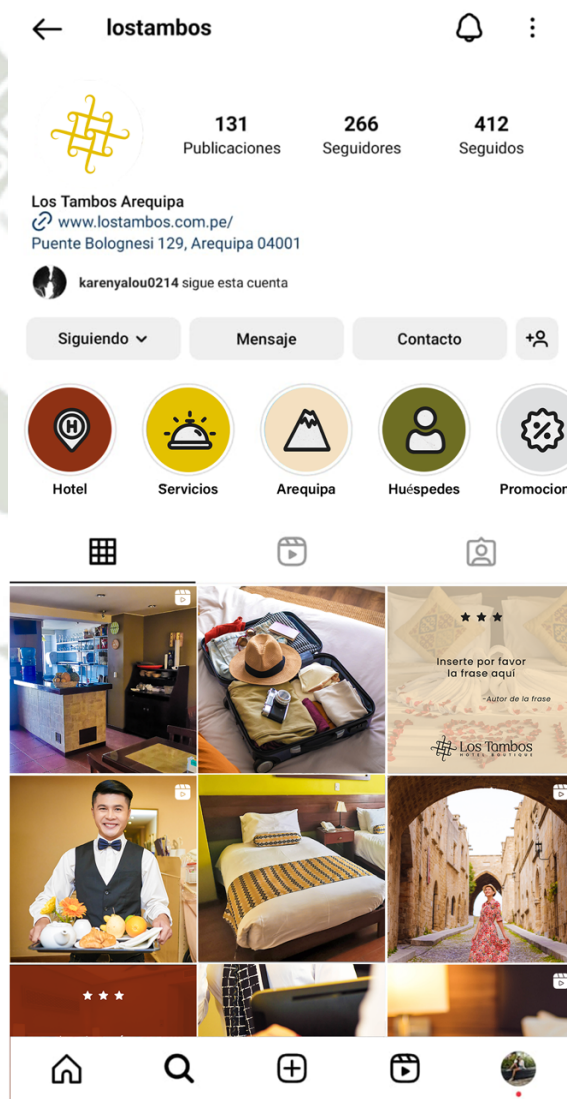 lostambos
131
Publicaciones
266
Seguidores
412
Seguidos
Los Tambos Arequipa
www.lostambos.com.pe/
Puente Bolognesi 129, Arequipa 04001
karenyalou0214 sigue esta cuenta
Siguiendo
Mensaje
Contacto
H
Hotel
Servicios
Arequipa
Huéspedes
%
Promocion
Inserte por favor
la frase aquí
-Autor de la frase
Los Tambos
HOTEL BOUTIQUE